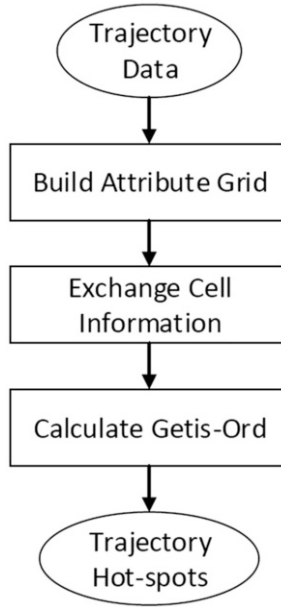 Trajectory
Data
Build Attribute Grid
Exchange Cell
Information
Calculate Getis-Ord
Trajectory
Hot-spots